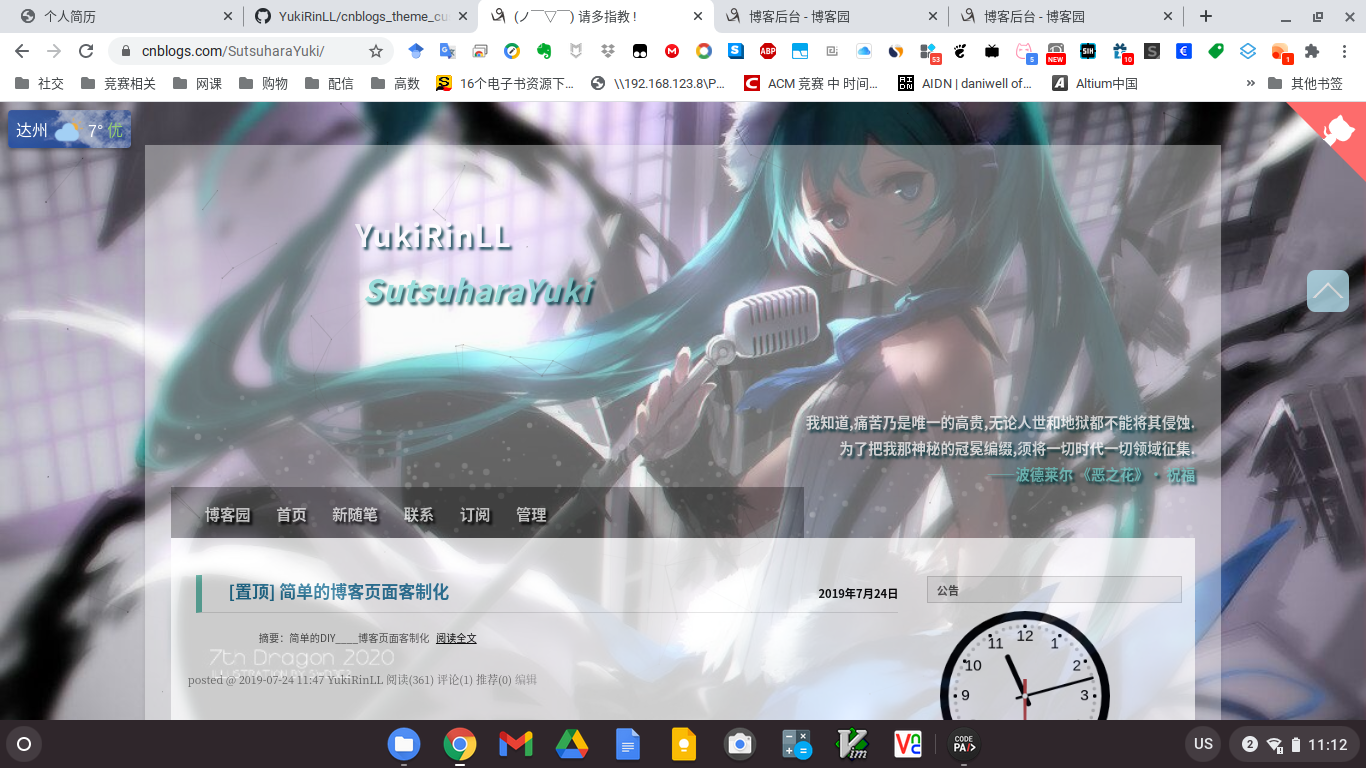 个人简历
YukiRinLL/cnblogs_theme_cu
(ノ￣▽￣) 请多指教 !
博客后台 - 博客园
博客后台 - 博客园
cnblogs.com/SutsuharaYuki/
53
5
NEW
10
1
社交
竞赛相关
网课
购物
配信
高数
16个电子书资源下...
\\192.168.123.8\P...
ACM 竞赛 中 时间...
AIDN | daniwell of...
Altium中国
»
其他书签
达州 7° 优
YukiRinLL
SutsuharaYuki
我知道,痛苦乃是唯一的高贵,无论人世和地狱都不能将其侵蚀.
为了把我那神秘的冠冕编缀,须将一切时代一切领域征集.
——波德莱尔 《恶之花》 · 祝福
博客园
首页
新随笔
联系
订阅
管理
[置顶] 简单的博客页面客制化
2019年7月24日
公告
摘要: 简单的DIY____博客页面客制化 阅读全文
7th Dragon 2020
posted @ 2019-07-24 11:47 YukiRinLL 阅读(361) 评论(1) 推荐(0) 编辑
12
11
1
10
2
9
3
US
2
11:12